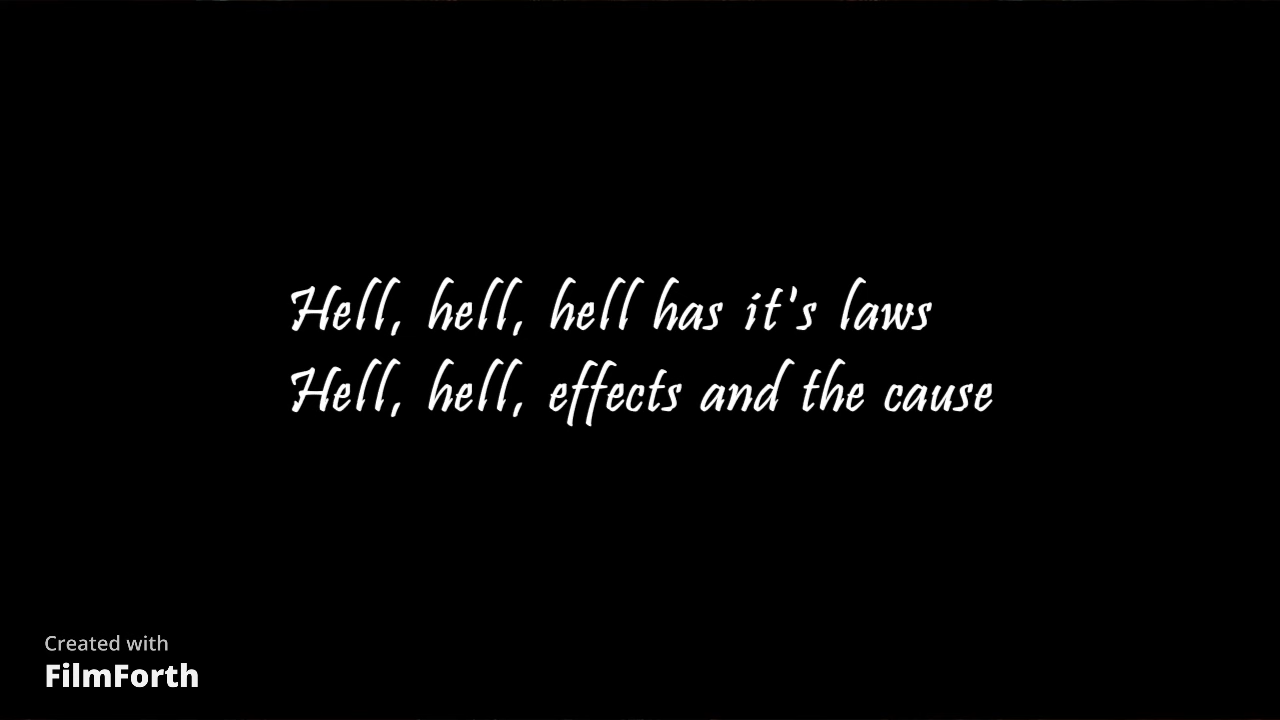 Hell, hell, hell has it's laws
Hell, hell, effects and the cause
Created with
FilmForth